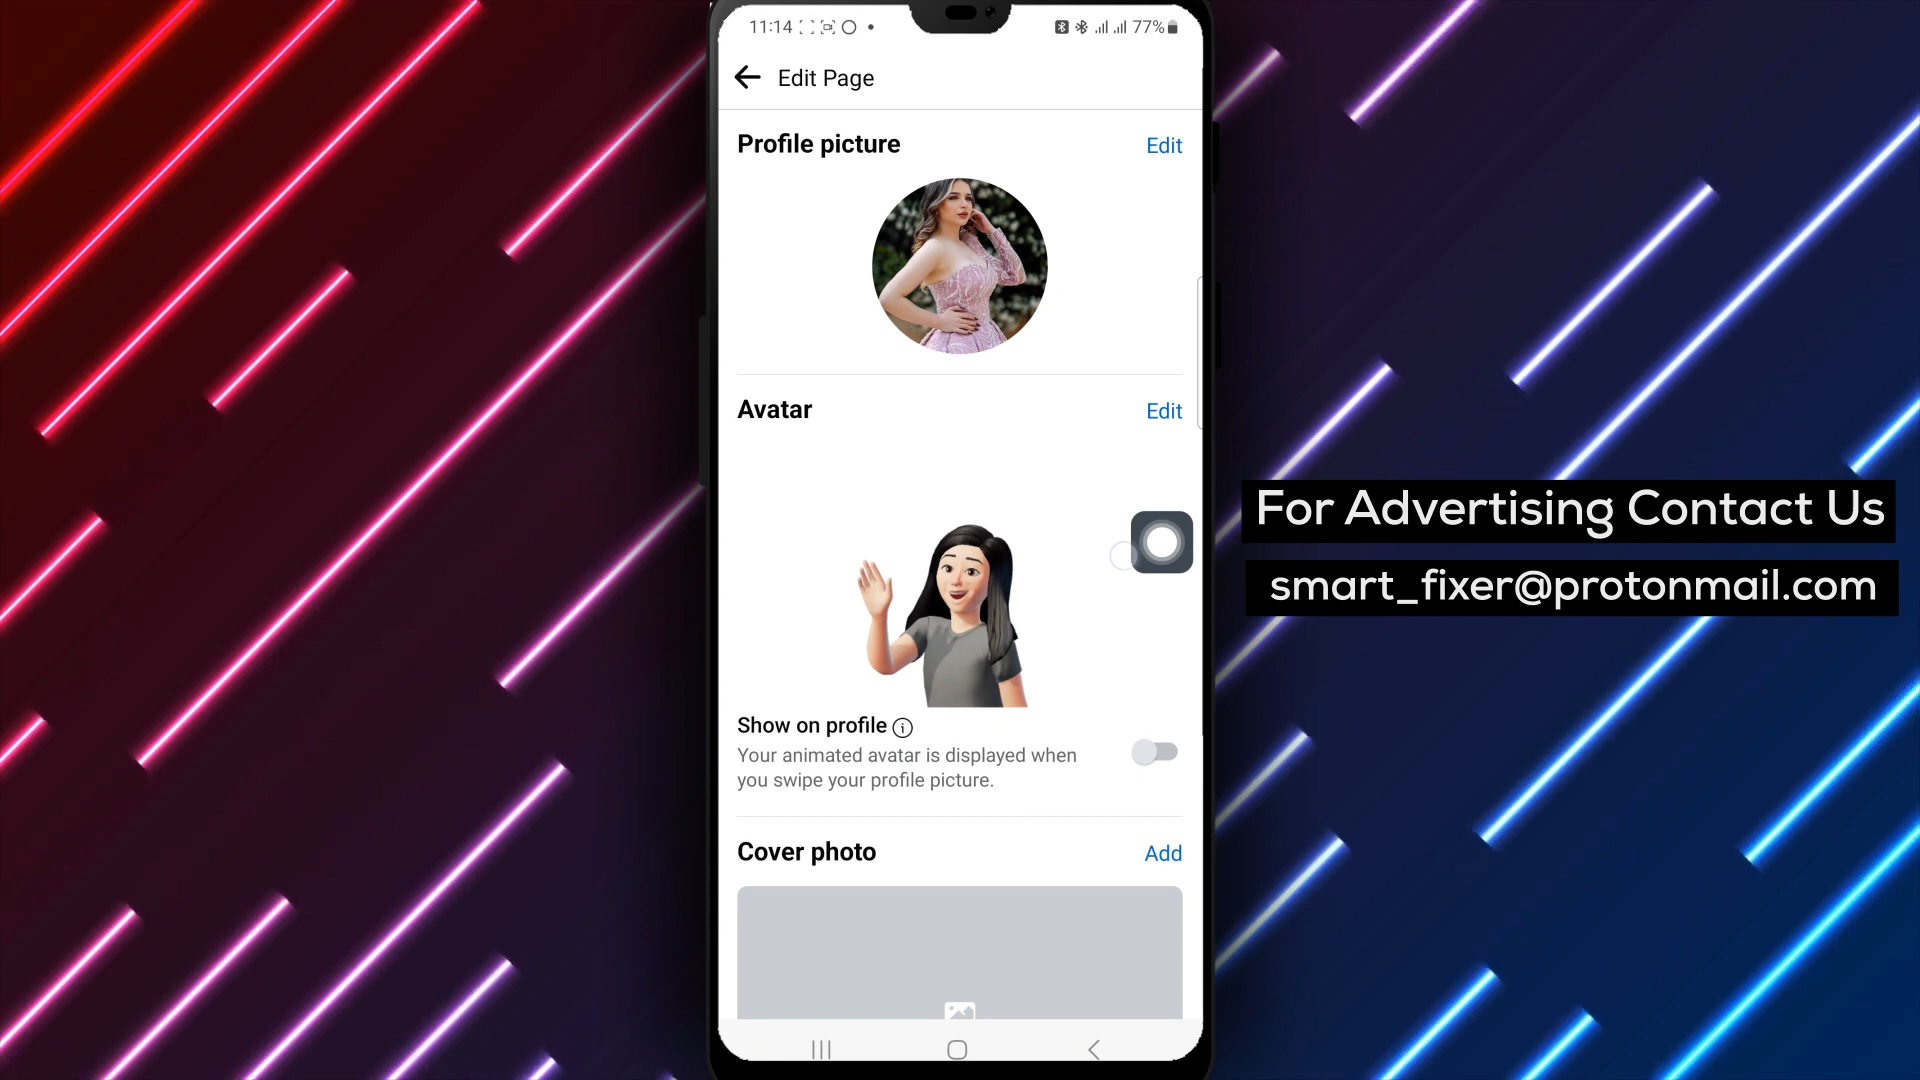 11:14
77%
Edit Page
Profile picture
Edit
Avatar
Edit
Show on profile
Your animated avatar is displayed when
you swipe your profile picture.
Cover photo
Add
For Advertising Contact Us
smart_fixer@protonmail.com